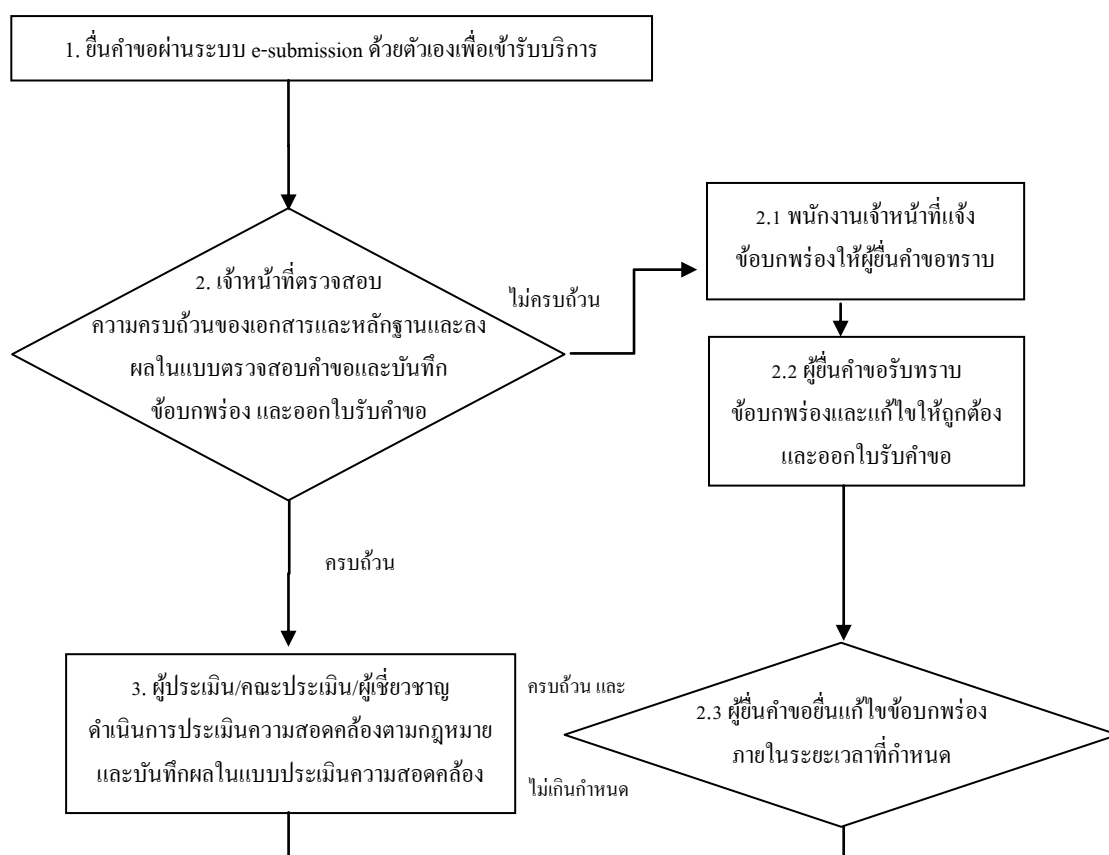 1. ยื่นคำขอผ่านระบบ e-submission ด้วยตัวเองเพื่อเข้ารับบริการ
2. เจ้าหน้าที่ตรวจสอบ
ความครบถ้วนของเอกสารและหลักฐานและลง
ผลในแบบตรวจสอบคำขอและบันทึก
ข้อบกพร่อง และออกใบรับคำขอ
ไม่ครบถ้วน
2.1 พนักงานเจ้าหน้าที่แจ้ง
ข้อบกพร่องให้ผู้ยื่นคำขอทราบ
2.2 ผู้ยื่นคำขอรับทราบ
ข้อบกพร่องและแก้ไขให้ถูกต้อง
และออกใบรับคำขอ
ครบถ้วน
3. ผู้ประเมิน/คณะประเมิน/ผู้เชี่ยวชาญ
ดำเนินการประเมินความสอดคล้องตามกฎหมาย
และบันทึกผลในแบบประเมินความสอดคล้อง
ครบถ้วน และ
ไม่เกินกำหนด
2.3 ผู้ยื่นคำขอยื่นแก้ไขข้อบกพร่อง
ภายในระยะเวลาที่กำหนด